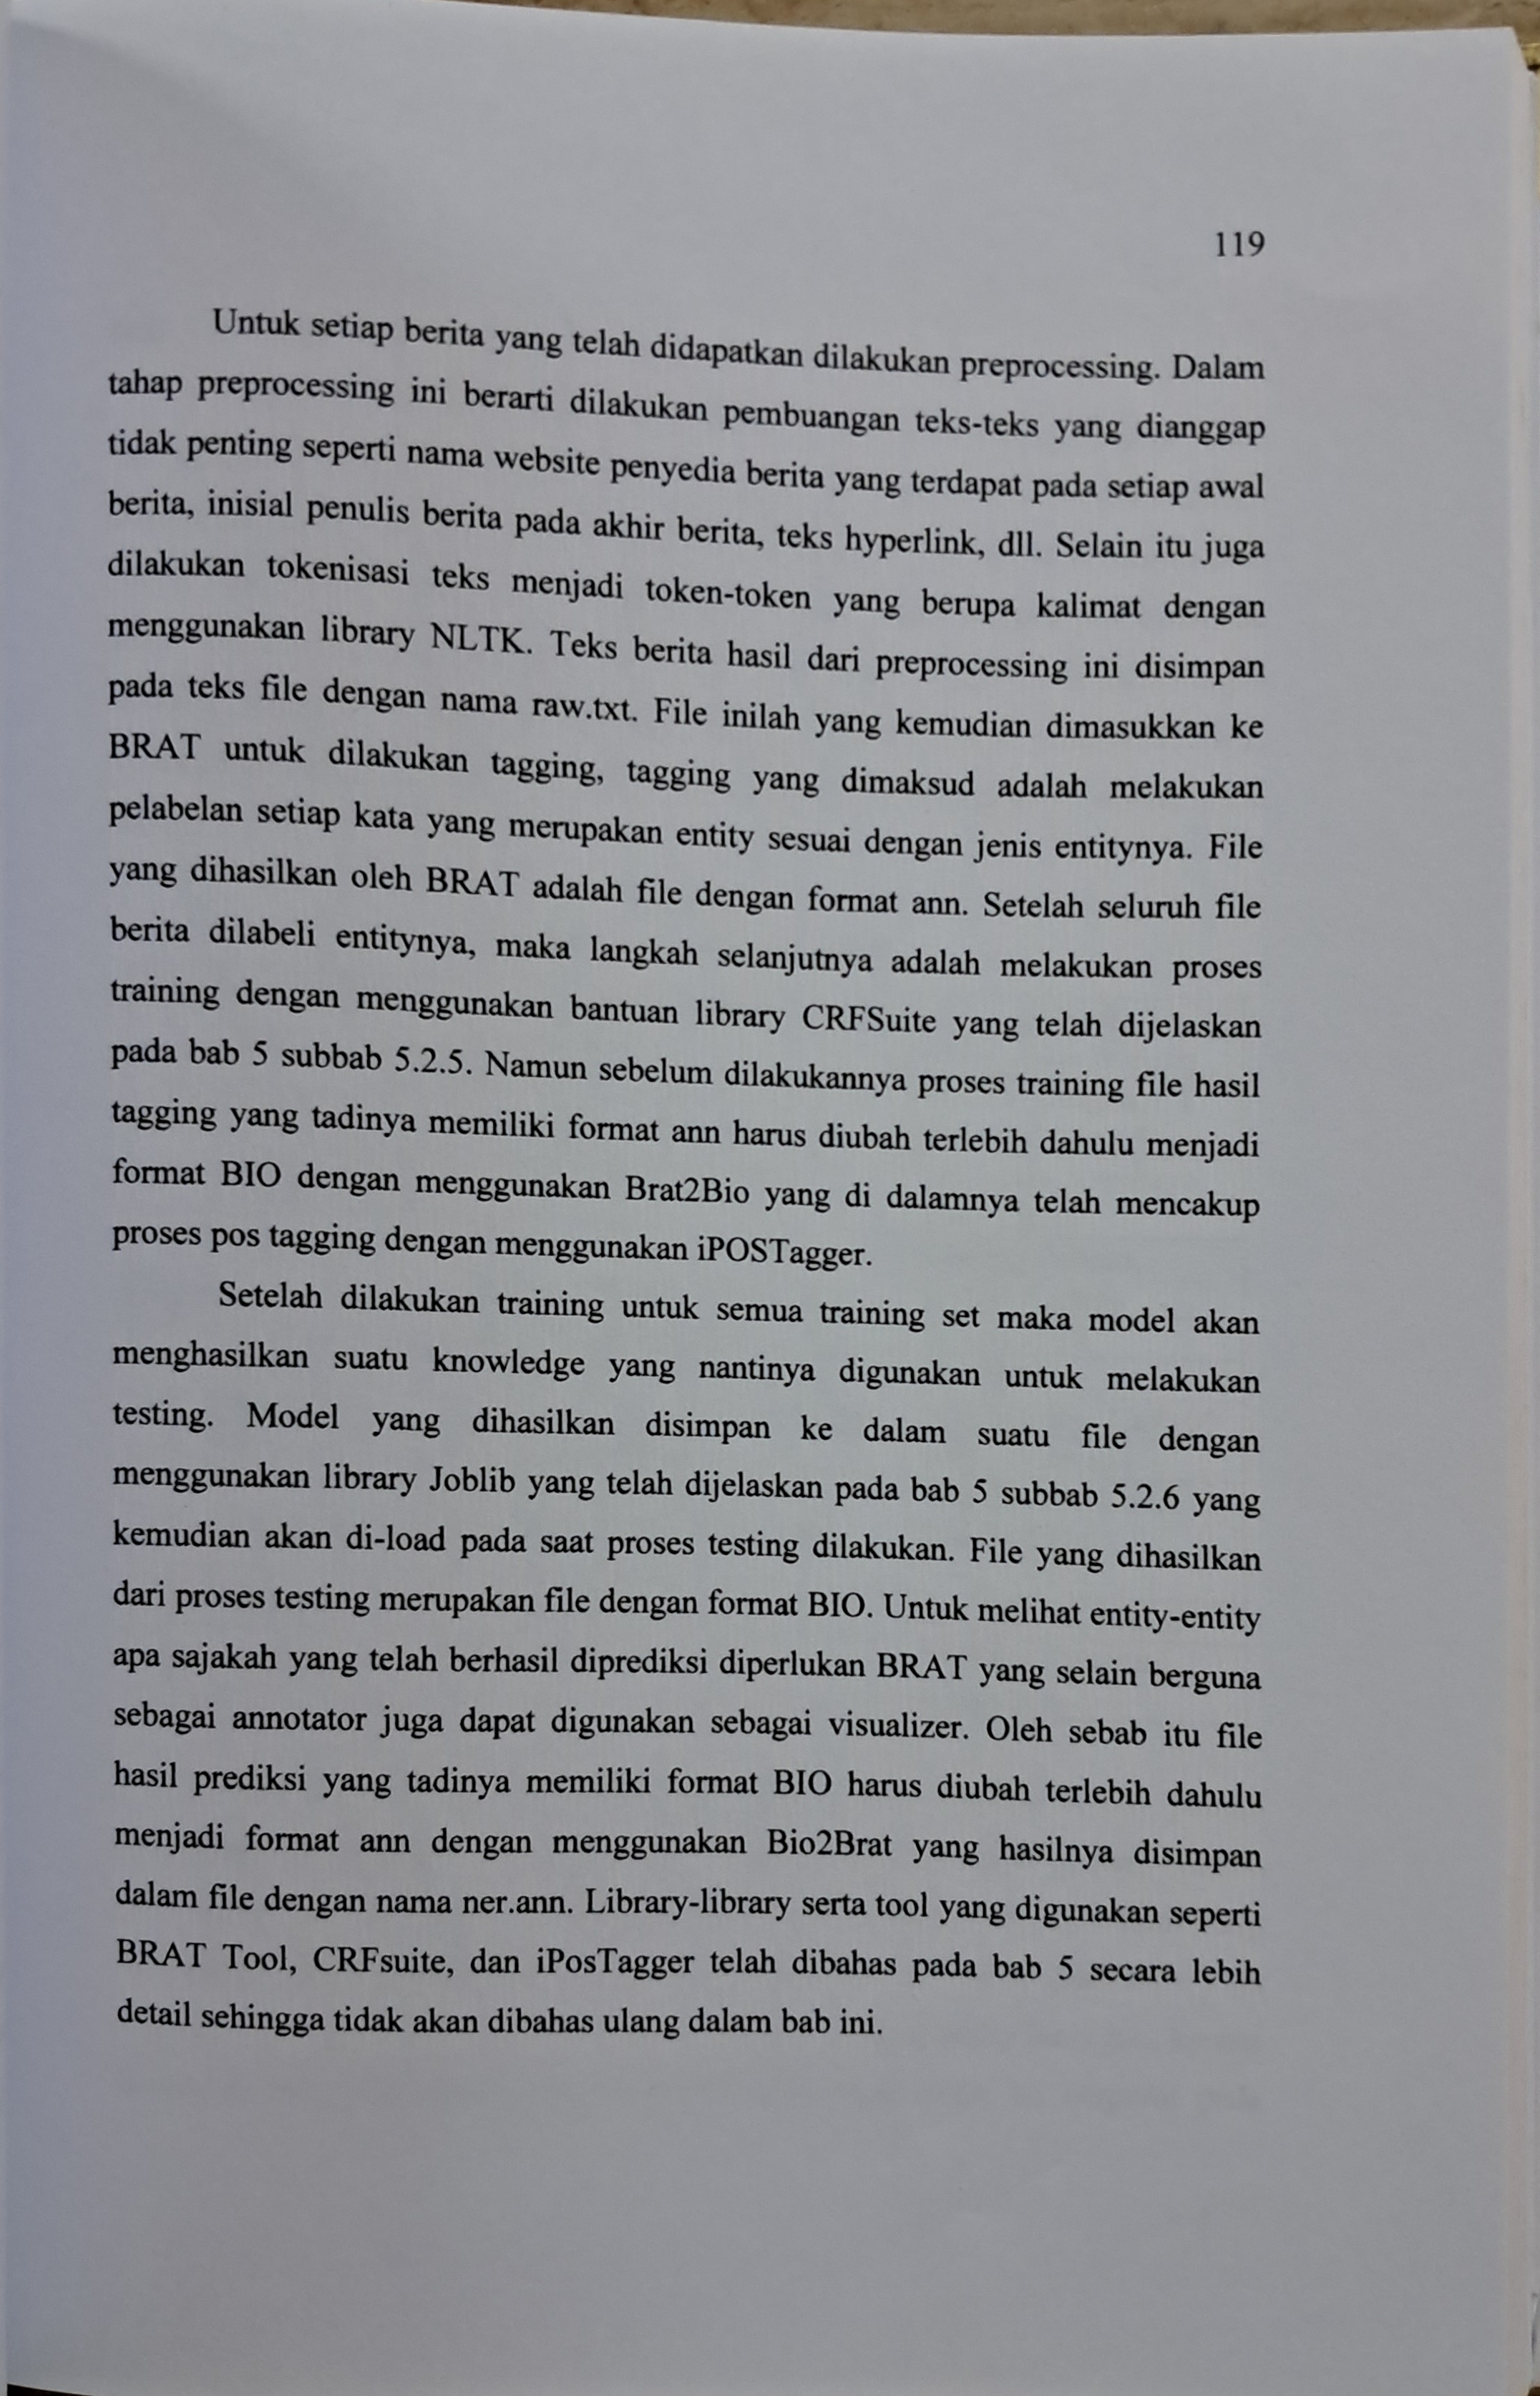 119
Untuk setiap berita yang telah didapatkan dilakukan preprocessing. Dalam
tahap preprocessing ini berarti dilakukan pembuangan teks-teks yang dianggap
tidak penting seperti nama website penyedia berita yang terdapat pada setiap awal
berita, inisial penulis berita pada akhir berita, teks hyperlink, dll. Selain itu juga
dilakukan tokenisasi teks menjadi token-token yang berupa kalimat dengan
menggunakan library NLTK. Teks berita hasil dari preprocessing ini disimpan
pada teks file dengan nama raw.txt. File inilah yang kemudian dimasukkan ke
BRAT untuk dilakukan tagging, tagging yang dimaksud adalah melakukan
pelabelan setiap kata yang merupakan entity sesuai dengan jenis entitynya. File
yang dihasilkan oleh BRAT adalah file dengan format ann. Setelah seluruh file
berita dilabeli entitynya, maka langkah selanjutnya adalah melakukan proses
training dengan menggunakan bantuan library CRFSuite yang telah dijelaskan
pada bab 5 subbab 5.2.5. Namun sebelum dilakukannya proses training file hasil
tagging yang tadinya memiliki format ann harus diubah terlebih dahulu menjadi
format BIO dengan menggunakan Brat2Bio yang di dalamnya telah mencakup
proses pos tagging dengan menggunakan iPOSTagger.
Setelah dilakukan training untuk semua training set maka model akan
menghasilkan suatu knowledge yang nantinya digunakan untuk melakukan
testing. Model yang dihasilkan disimpan ke dalam suatu file dengan
menggunakan library Joblib yang telah dijelaskan pada bab 5 subbab 5.2.6 yang
kemudian akan di-load pada saat proses testing dilakukan. File yang dihasilkan
dari proses testing merupakan file dengan format BIO. Untuk melihat entity-entity
apa sajakah yang telah berhasil diprediksi diperlukan BRAT yang selain berguna
sebagai annotator juga dapat digunakan sebagai visualizer. Oleh sebab itu file
hasil prediksi yang tadinya memiliki format BIO harus diubah terlebih dahulu
menjadi format ann dengan menggunakan Bio2Brat yang hasilnya disimpan
dalam file dengan nama ner.ann. Library-library serta tool yang digunakan seperti
BRAT Tool, CRFsuite, dan iPosTagger telah dibahas pada bab 5 secara lebih
detail sehingga tidak akan dibahas ulang dalam bab ini.